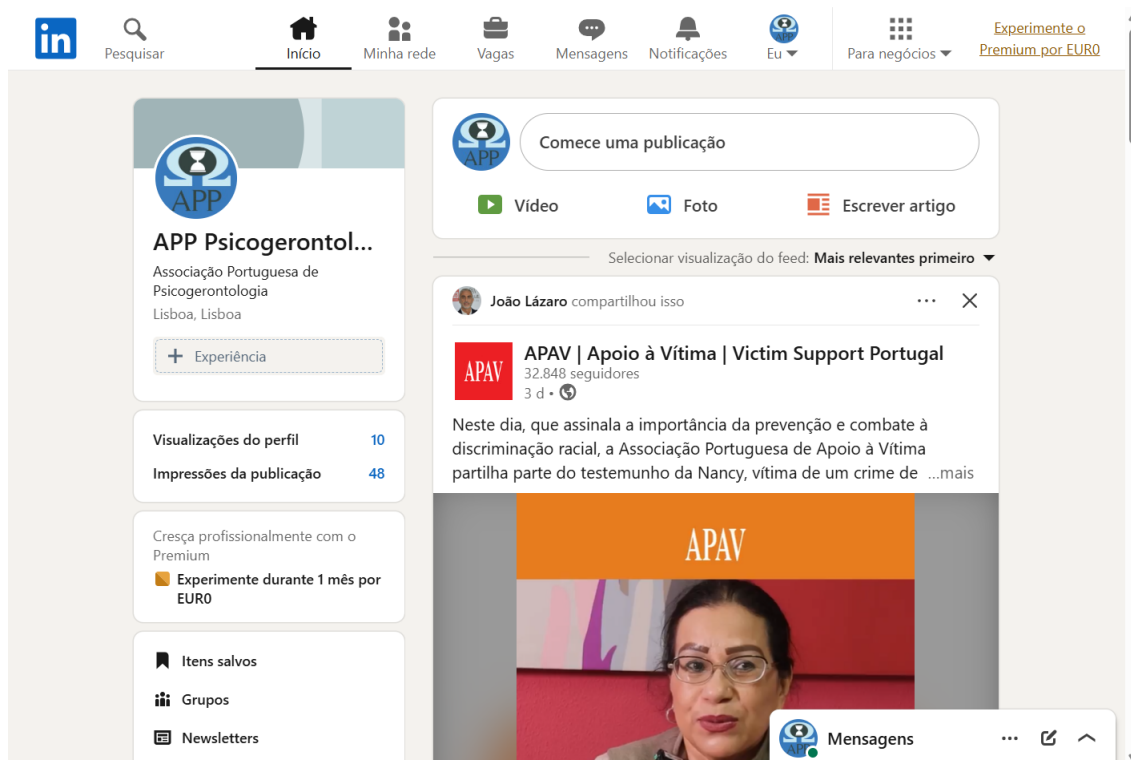 in
Pesquisar
Início
Minha rede
Vagas
Mensagens
Notificações
Eu
Para negócios
Experimente o
Premium por EUR0
APP
APP Psicogerontol...
Associação Portuguesa de
Psicogerontologia
Lisboa, Lisboa
+ Experiência
Visualizações do perfil 10
Impressões da publicação 48
Cresça profissionalmente com o
Premium
Experimente durante 1 mês por
EUR0
Itens salvos
Grupos
Newsletters
APP
Comece uma publicação
Vídeo
Foto
Escrever artigo
Selecionar visualização do feed: Mais relevantes primeiro
João Lázaro compartilhou isso
APAV
APAV | Apoio à Vítima | Victim Support Portugal
32.848 seguidores
3 d •
Neste dia, que assinala a importância da prevenção e combate à
discriminação racial, a Associação Portuguesa de Apoio à Vítima
partilha parte do testemunho da Nancy, vítima de um crime de ...mais
APAV
APP
Mensagens